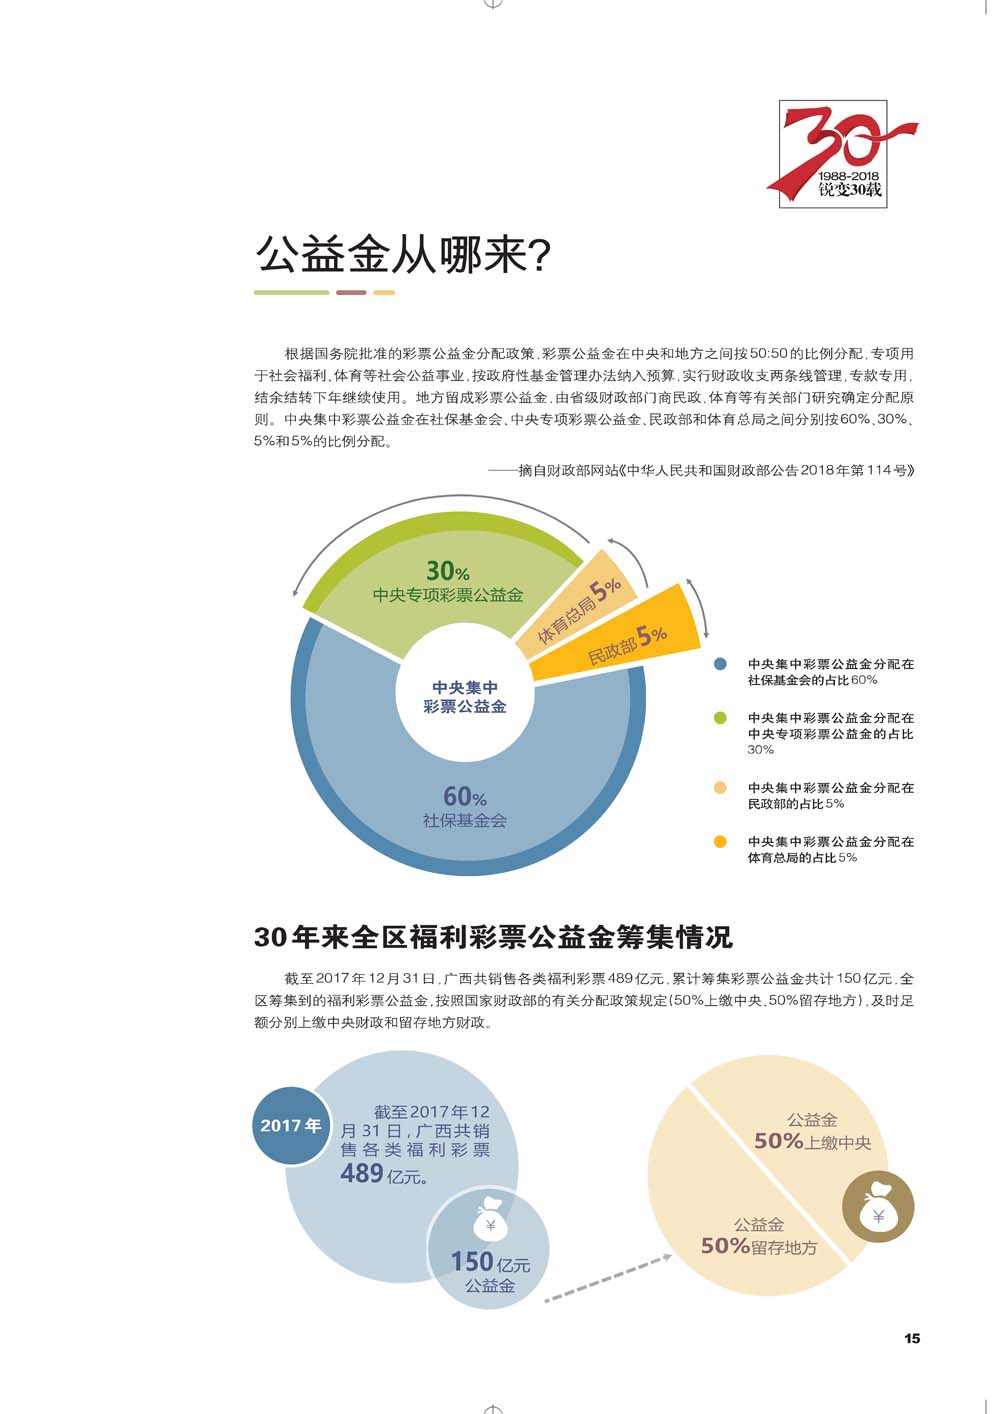 30
1988-2018
锐变30载
公益金从哪来?
根据国务院批准的彩票公益金分配政策,彩票公益金在中央和地方之间按50:50的比例分配,专项用
于社会福利、体育等社会公益事业,按政府性基金管理办法纳入预算,实行财政收支两条线管理,专款专用,
结余结转下年继续使用。地方留成彩票公益金,由省级财政部门商民政、体育等有关部门研究确定分配原
则。中央集中彩票公益金在社保基金会、中央专项彩票公益金、民政部和体育总局之间分别按60%、30%、
5%和5%的比例分配。
——摘自财政部网站《中华人民共和国财政部公告2018年第114号》
30%
中央专项彩票公益金
体育总局5%
民政部5%
中央集中
彩票公益金
60%
社保基金会
中央集中彩票公益金分配在
社保基金会的占比60%
中央集中彩票公益金分配在
中央专项彩票公益金的占比
30%
中央集中彩票公益金分配在
民政部的占比5%
中央集中彩票公益金分配在
体育总局的占比5%
30年来全区福利彩票公益金筹集情况
截至2017年12月31日,广西共销售各类福利彩票489亿元,累计筹集彩票公益金共计150亿元,全
区筹集到的福利彩票公益金,按照国家财政部的有关分配政策规定(50%上缴中央、50%留存地方),及时足
额分别上缴中央财政和留存地方财政。
2017年
截至2017年12
月31日,广西共销
售各类福利彩票
489亿元。
¥
150亿元
公益金
公益金
50%上缴中央
¥
公益金
50%留存地方
15